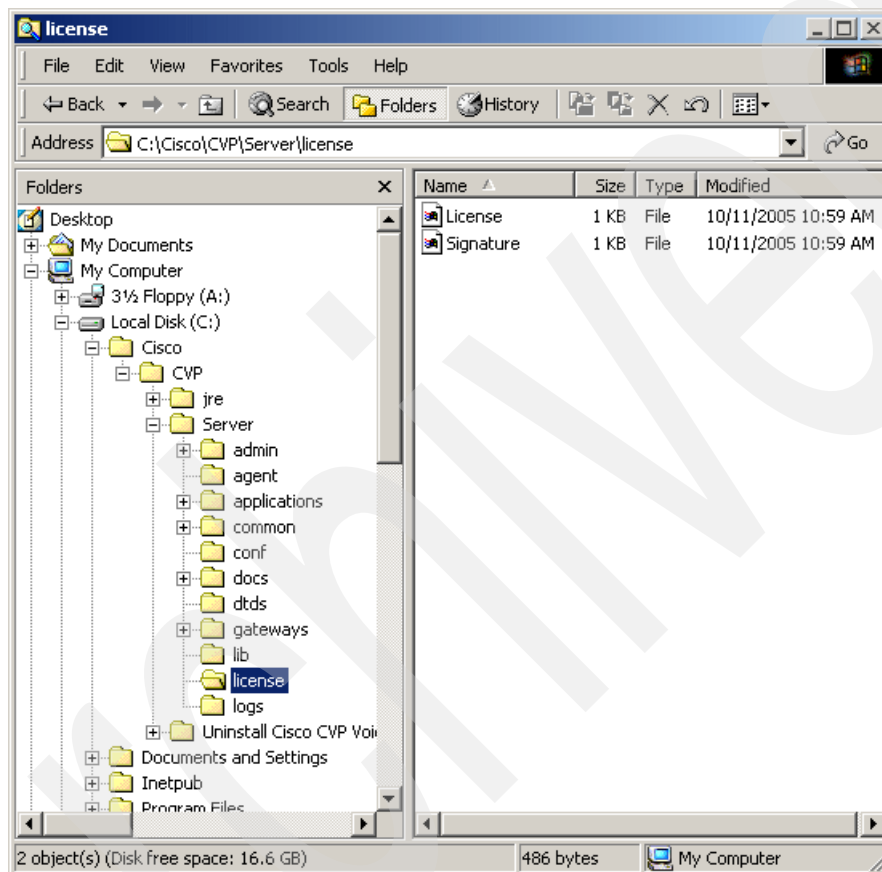 license
File Edit View Favorites Tools Help
Back Search Folders History
Address C:\Cisco\CVP\Server\license Go
Folders x
Name Size Type Modified
License 1 KB File 10/11/2005 10:59 AM
Signature 1 KB File 10/11/2005 10:59 AM
Desktop
My Documents
My Computer
3½ Floppy (A:)
Local Disk (C:)
Cisco
CVP
jre
Server
admin
agent
applications
common
conf
docs
dtds
gateways
lib
license
logs
Uninstall Cisco CVP Voi
Documents and Settings
Inetpub
Program Files
2 object(s) (Disk free space: 16.6 GB) 486 bytes My Computer